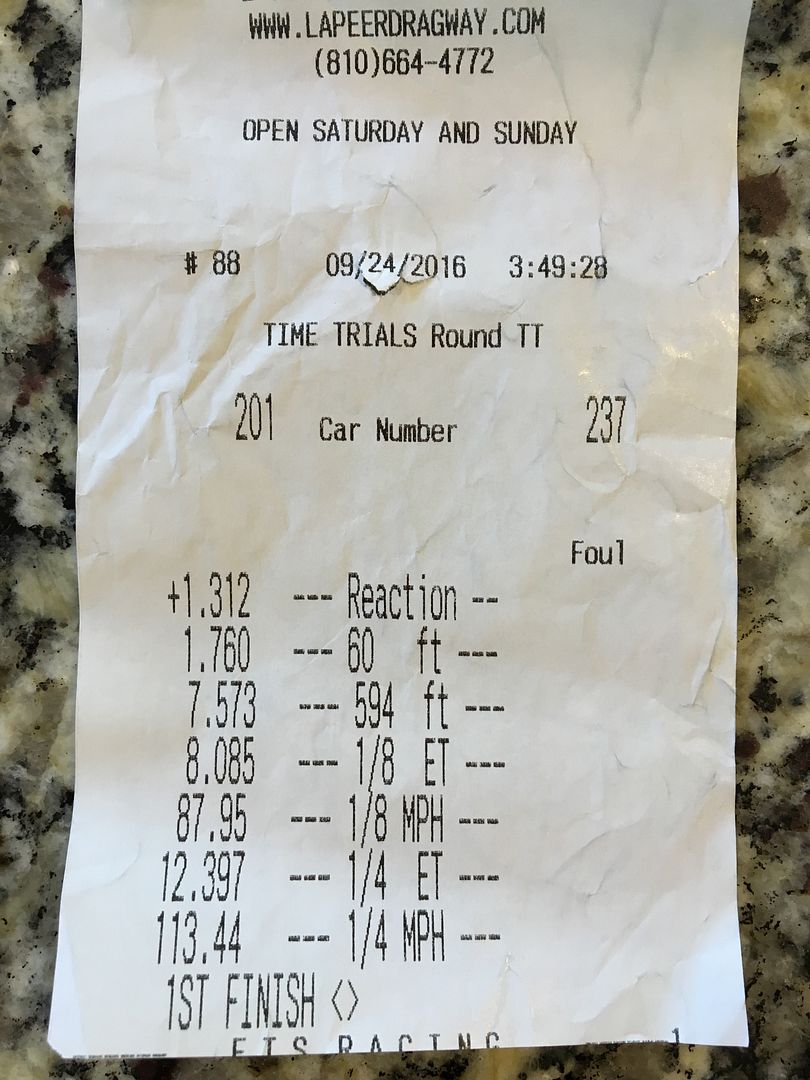 WWW.LAPEERDRAGWAY.COM
(810)664-4772
OPEN SATURDAY AND SUNDAY
# 88 09/24/2016 3:49:28
TIME TRIALS Round TT
201 Car Number 237
Foul
+1.312 --- Reaction --
1.760 --- 60 ft ---
7.573 --- 594 ft ---
8.085 --- 1/8 ET ---
87.95 --- 1/8 MPH ---
12.397 --- 1/4 ET ---
113.44 --- 1/4 MPH ---
1ST FINISH <>
RACING